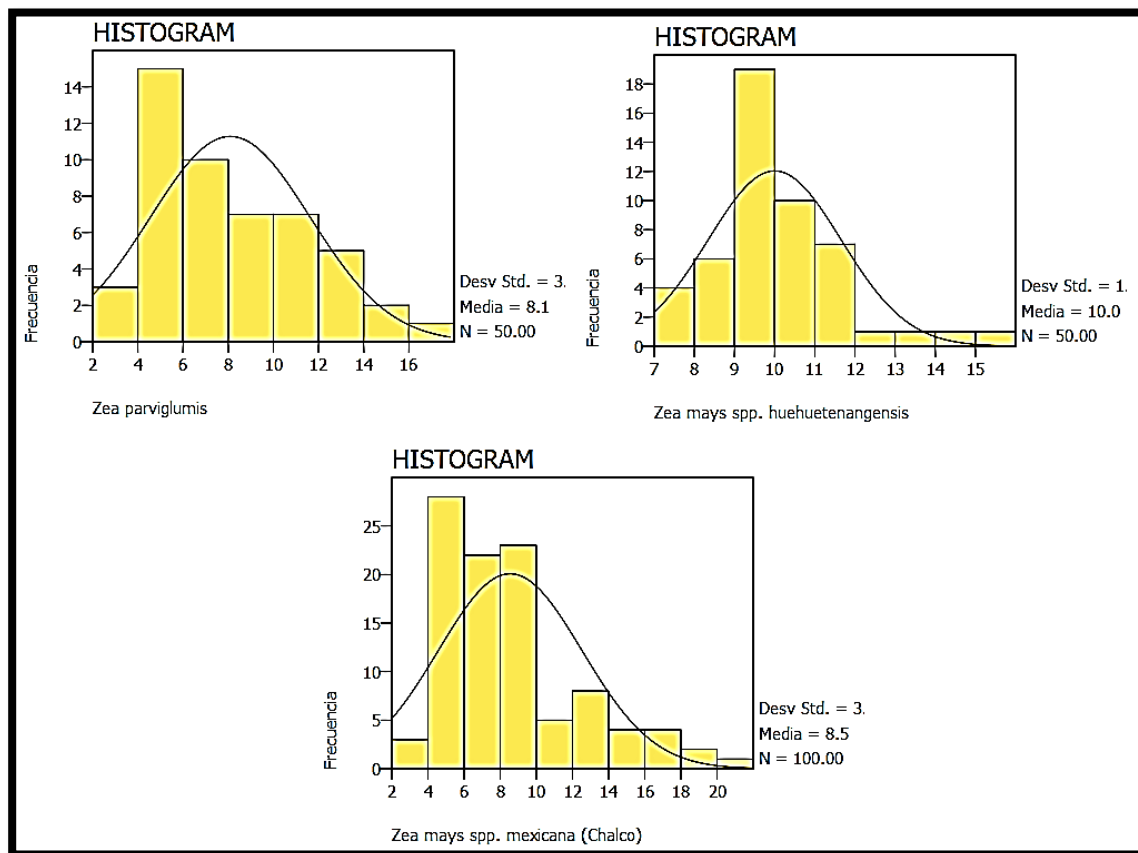 HISTOGRAM
14
12
10
8
6
4
2
0
Frecuencia
2 4 6 8 10 12 14 16
Desv Std. = 3.
Media = 8.1
N = 50.00
Zea parviglumis
HISTOGRAM
18
16
14
12
10
8
6
4
2
0
Frecuencia
7 8 9 10 11 12 13 14 15
Desv Std. = 1.
Media = 10.0
N = 50.00
Zea mays spp. huehuetenangensis
HISTOGRAM
25
20
15
10
5
0
Frecuencia
2 4 6 8 10 12 14 16 18 20
Desv Std. = 3.
Media = 8.5
N = 100.00
Zea mays spp. mexicana (Chalco)